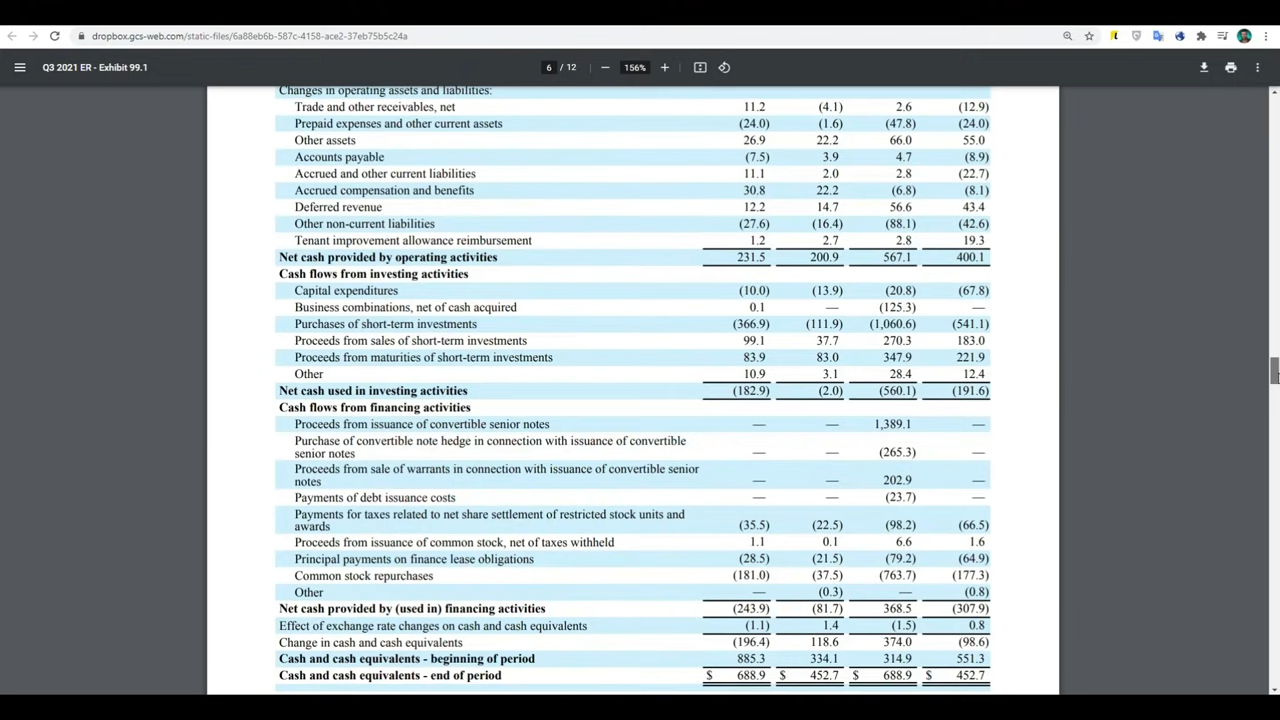 dropbox.gcs-web.com/static-files/6a88eb6b-587c-4158-ace2-37eb75b5c24a
Q3 2021 ER - Exhibit 99.1 6 / 12 156%
Changes in operating assets and liabilities:
Trade and other receivables, net 11.2 (4.1) 2.6 (12.9)
Prepaid expenses and other current assets (24.0) (1.6) (47.8) (24.0)
Other assets 26.9 22.2 66.0 55.0
Accounts payable (7.5) 3.9 4.7 (8.9)
Accrued and other current liabilities 11.1 2.0 2.8 (22.7)
Accrued compensation and benefits 30.8 22.2 (6.8) (8.1)
Deferred revenue 12.2 14.7 56.6 43.4
Other non-current liabilities (27.6) (16.4) (88.1) (42.6)
Tenant improvement allowance reimbursement 1.2 2.7 2.8 19.3
Net cash provided by operating activities 231.5 200.9 567.1 400.1
Cash flows from investing activities
Capital expenditures (10.0) (13.9) (20.8) (67.8)
Business combinations, net of cash acquired 0.1 — (125.3) —
Purchases of short-term investments (366.9) (111.9) (1,060.6) (541.1)
Proceeds from sales of short-term investments 99.1 37.7 270.3 183.0
Proceeds from maturities of short-term investments 83.9 83.0 347.9 221.9
Other 10.9 3.1 28.4 12.4
Net cash used in investing activities (182.9) (2.0) (560.1) (191.6)
Cash flows from financing activities
Proceeds from issuance of convertible senior notes — — 1,389.1 —
Purchase of convertible note hedge in connection with issuance of convertible
senior notes — — (265.3) —
Proceeds from sale of warrants in connection with issuance of convertible senior
notes — — 202.9 —
Payments of debt issuance costs — — (23.7) —
Payments for taxes related to net share settlement of restricted stock units and
awards (35.5) (22.5) (98.2) (66.5)
Proceeds from issuance of common stock, net of taxes withheld 1.1 0.1 6.6 1.6
Principal payments on finance lease obligations (28.5) (21.5) (79.2) (64.9)
Common stock repurchases (181.0) (37.5) (763.7) (177.3)
Other — (0.3) — (0.8)
Net cash provided by (used in) financing activities (243.9) (81.7) 368.5 (307.9)
Effect of exchange rate changes on cash and cash equivalents (1.1) 1.4 (1.5) 0.8
Change in cash and cash equivalents (196.4) 118.6 374.0 (98.6)
Cash and cash equivalents - beginning of period 885.3 334.1 314.9 551.3
Cash and cash equivalents - end of period $ 688.9 $ 452.7 $ 688.9 $ 452.7